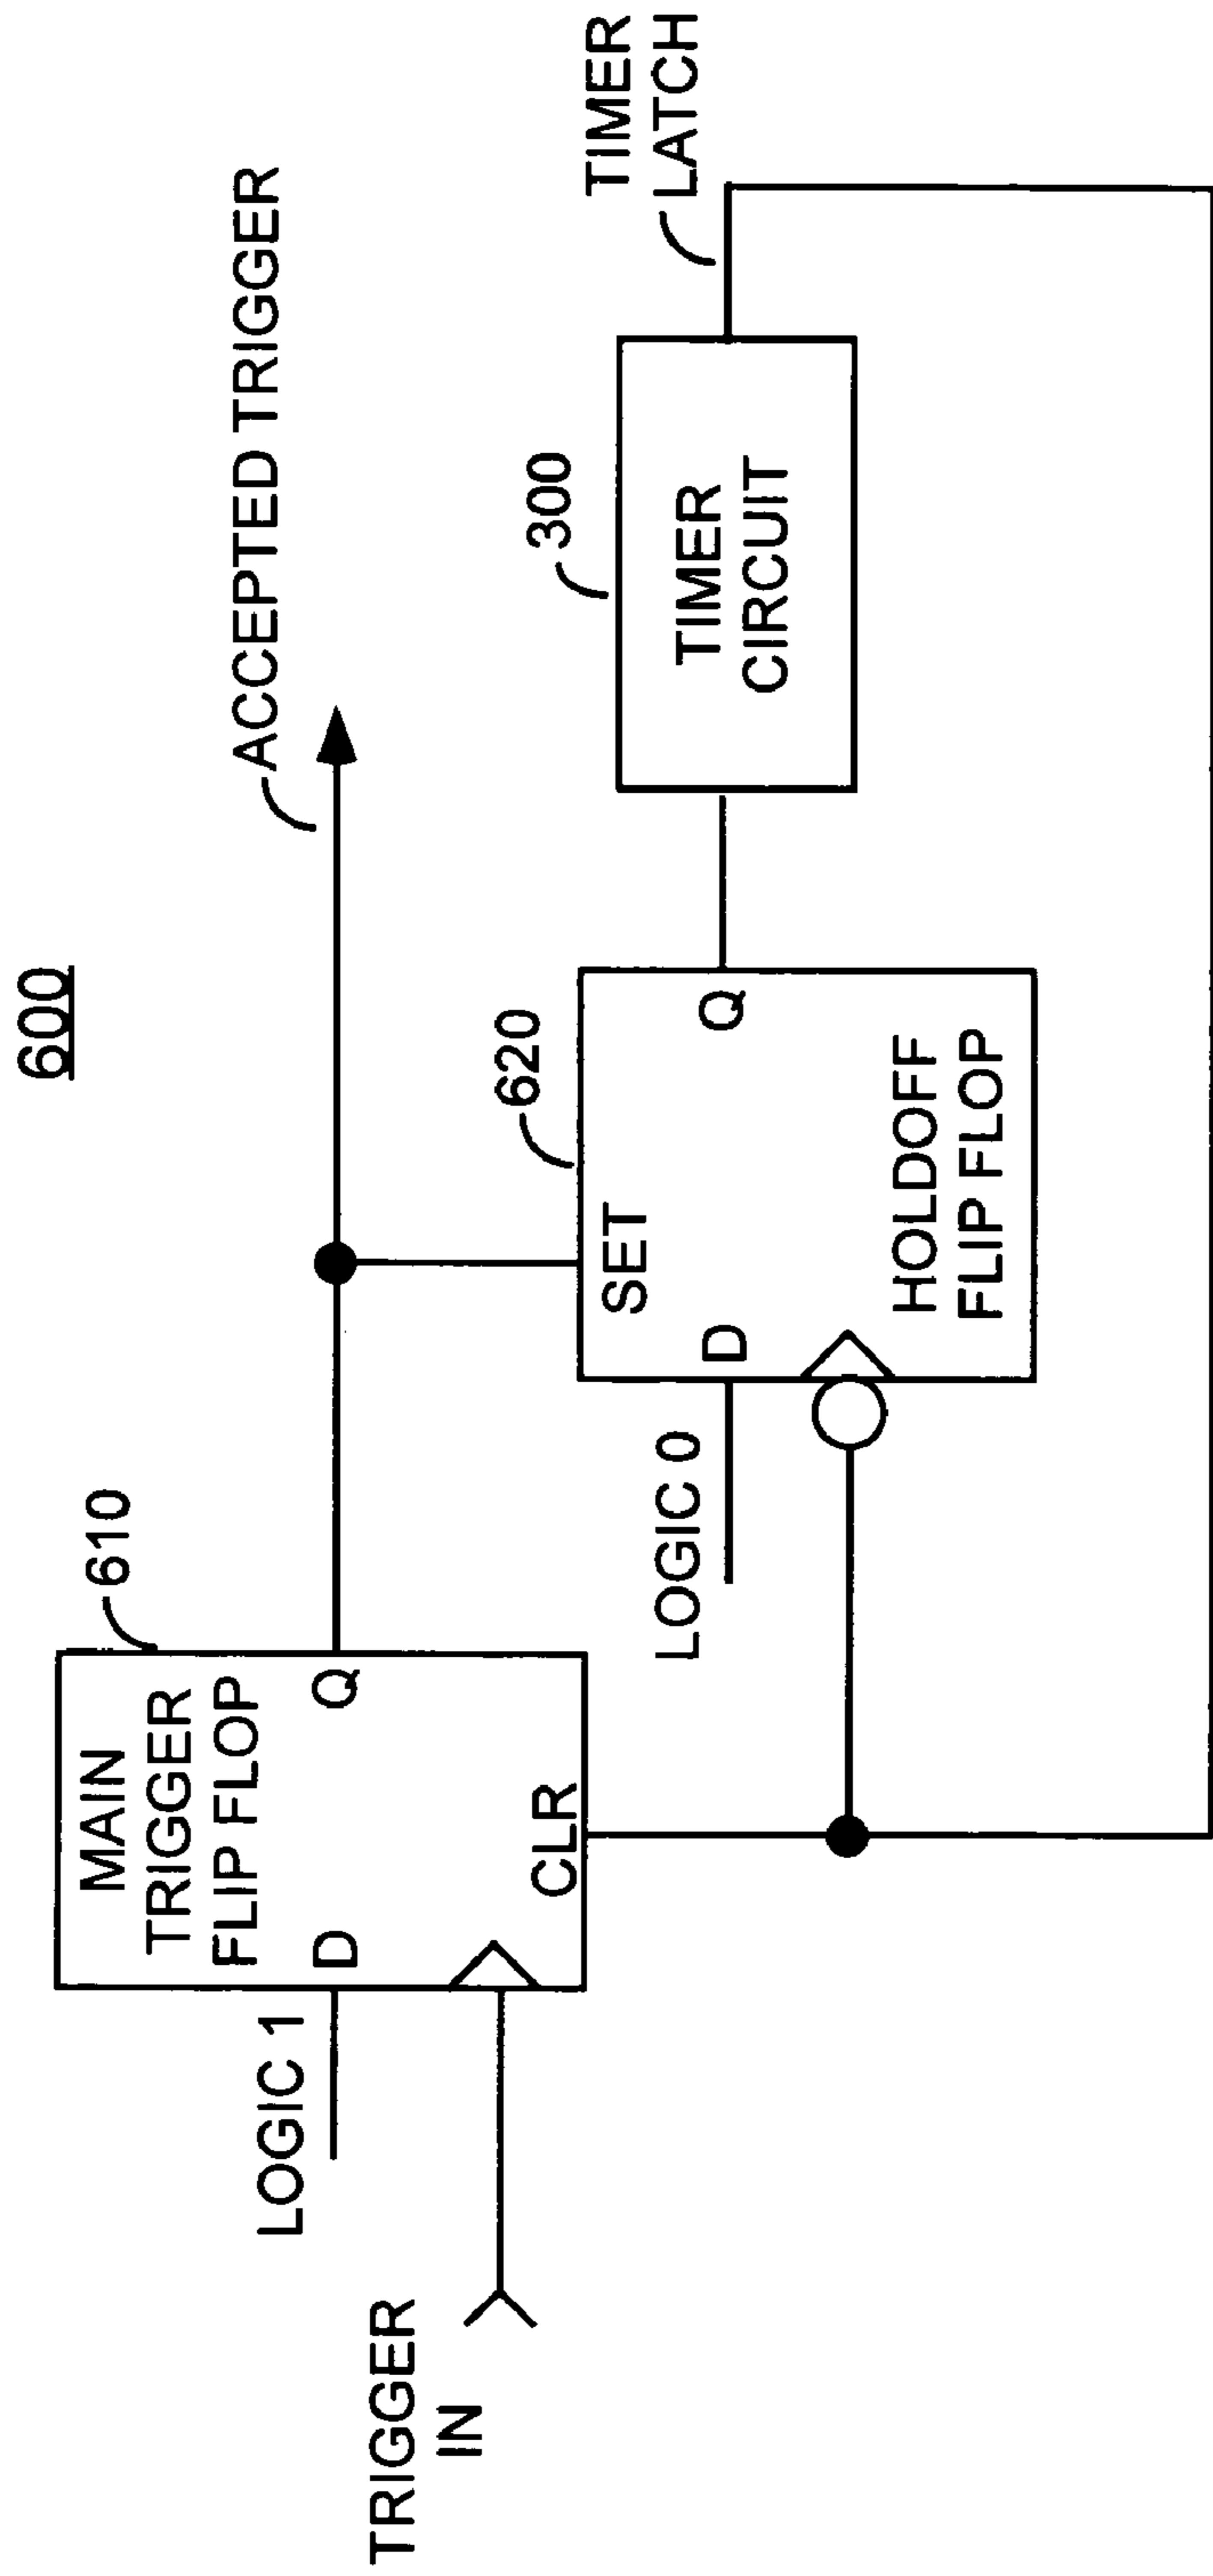 600
ACCEPTED TRIGGER
610
MAIN
TRIGGER
FLIP FLOP
LOGIC 1
D
Q
CLR
TRIGGER
IN
620
SET
LOGIC 0
D
Q
HOLDOFF
FLIP FLOP
300
TIMER
CIRCUIT
TIMER
LATCH